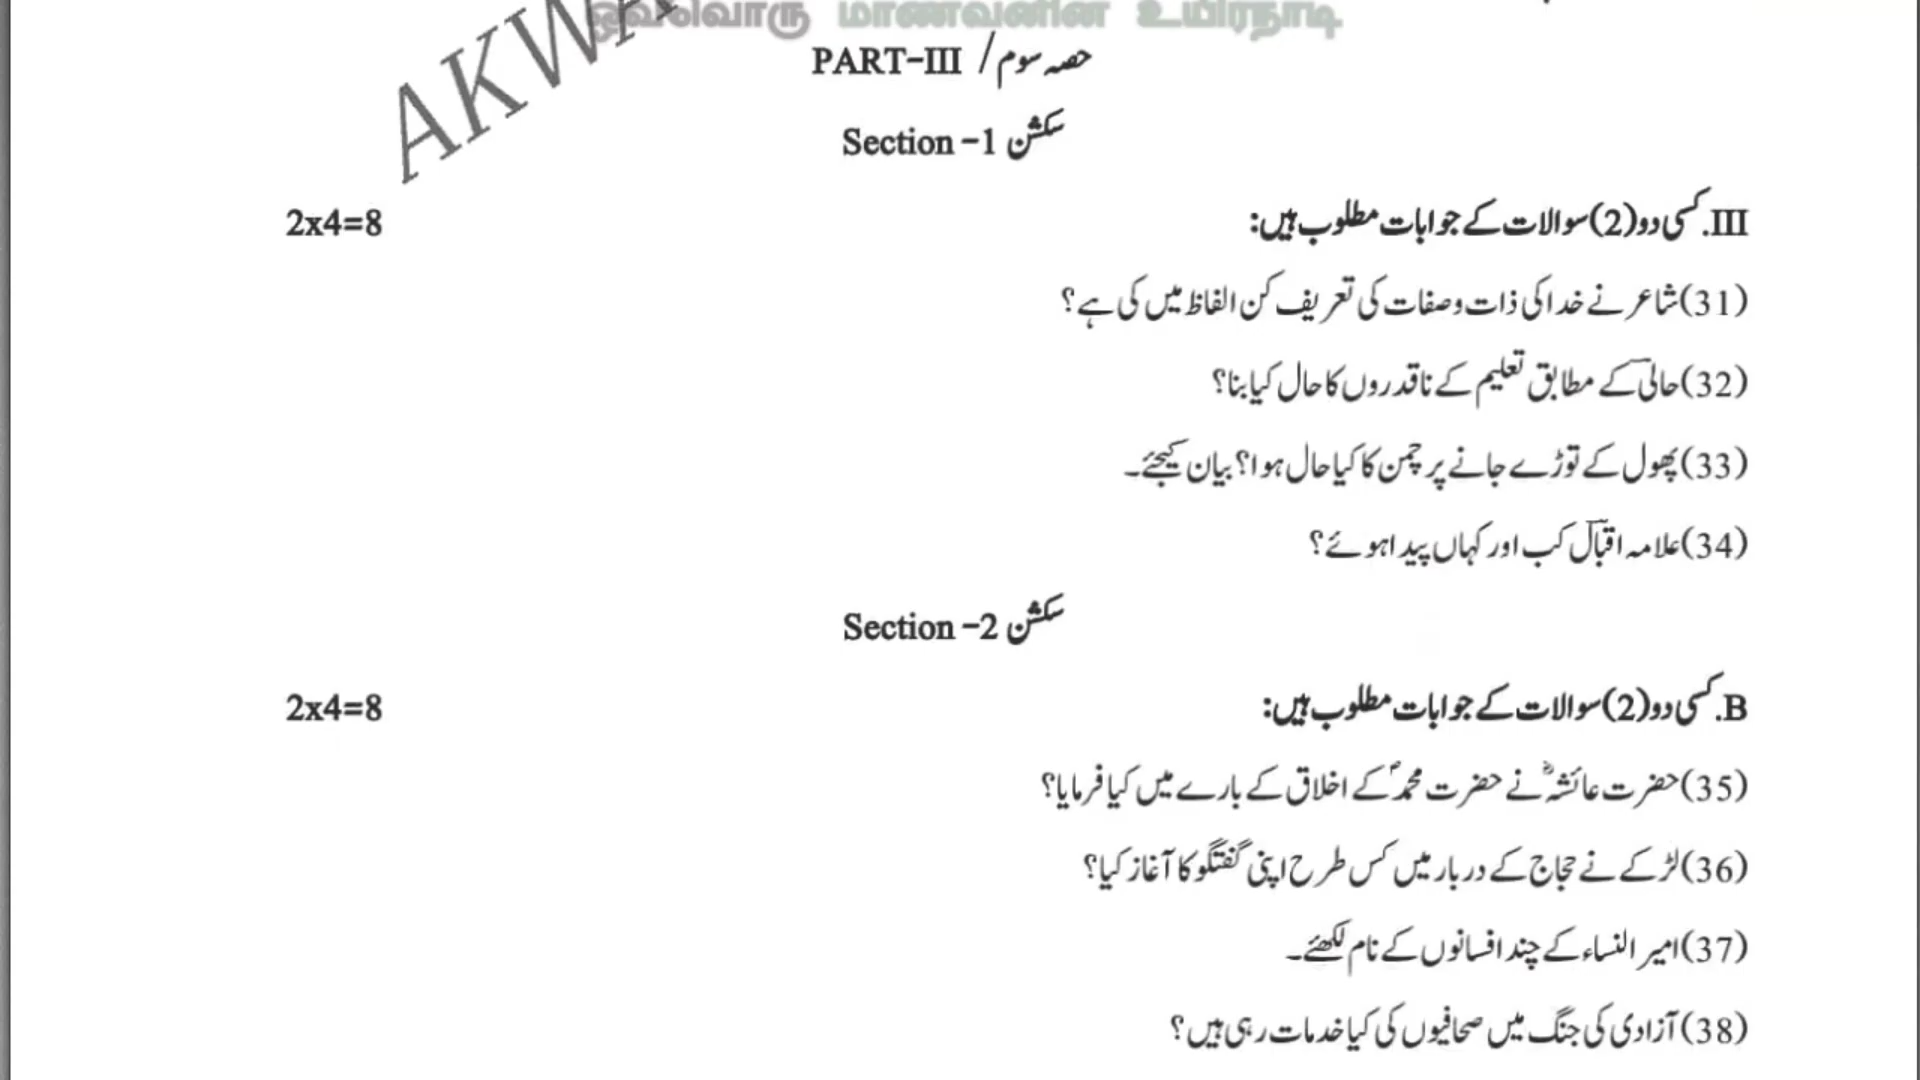 ஒவ்வொரு மாணவனின் உயிர்நாடி
AKWA
PART-III / حصہ سوم
Section -1 سکشن
III.کسی دو(2)سوالات کے جوابات مطلوب ہیں: 2x4=8
(31)شاعر نے خدا کی ذات و صفات کی تعریف کن الفاظ میں کی ہے؟
(32)حالیؔ کے مطابق تعلیم کے ناقدروں کا حال کیا بنا؟
(33)پھول کے توڑے جانے پر چمن کا کیا حال ہوا؟ بیان کیجئے۔
(34)علامہ اقبالؔ کب اور کہاں پیدا ہوئے؟
Section -2 سکشن
B.کسی دو(2)سوالات کے جوابات مطلوب ہیں: 2x4=8
(35)حضرت عائشہؓ نے حضرت محمدؐ کے اخلاق کے بارے میں کیا فرمایا؟
(36)لڑکے نے حجاج کے دربار میں کس طرح اپنی گفتگو کا آغاز کیا؟
(37)امیر النساء کے چند افسانوں کے نام لکھئے۔
(38)آزادی کی جنگ میں صحافیوں کی کیا خدمات رہی ہیں؟